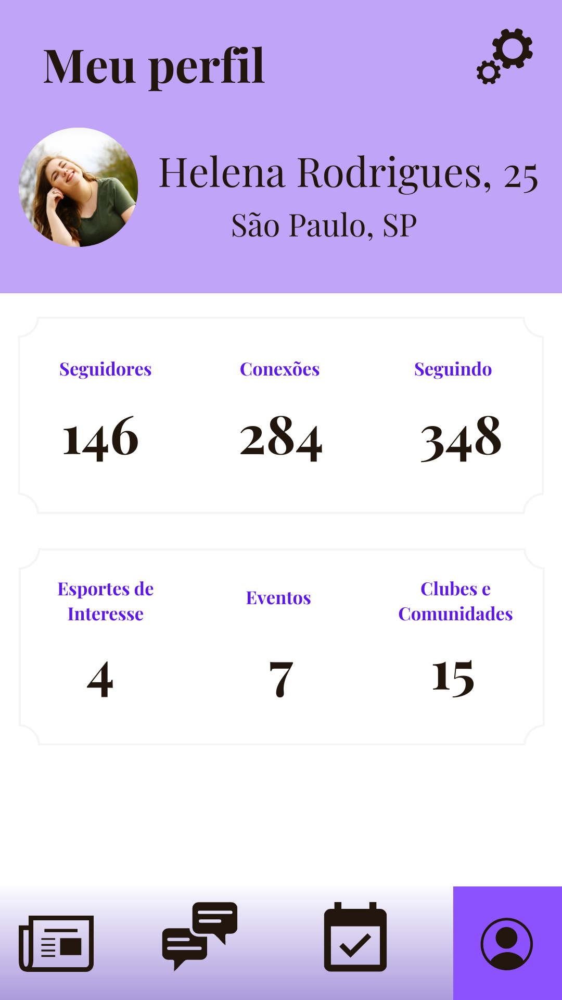 Meu perfil
Helena Rodrigues, 25
São Paulo, SP
Seguidores
Conexões
Seguindo
146
284
348
Esportes de
Interesse
Eventos
Clubes e
Comunidades
4
7
15